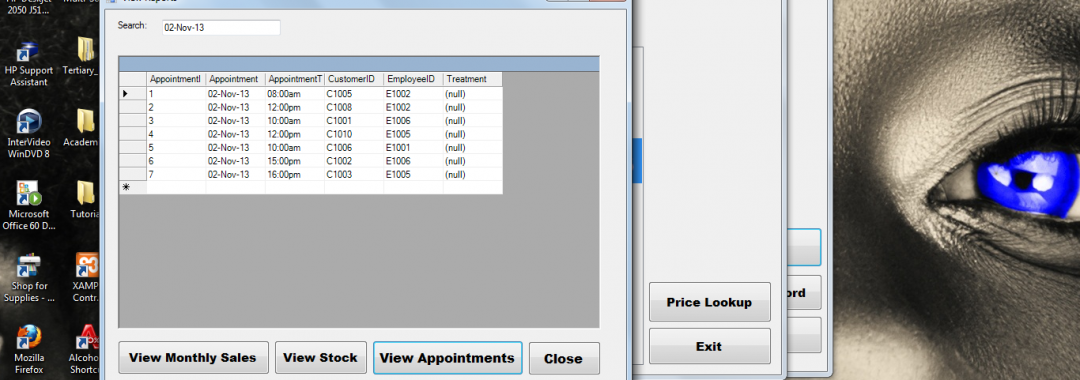 2050 J51...
HP Support
Assistant
Tertiary_
InterVideo
WinDVD 8
Academ
Microsoft
Office 60 D...
Tutoria
Shop for
Supplies - ...
XAMP
Contr.
Mozilla
Firefox
Alcoho
Shortc
Search:
02-Nov-13
AppointmentI Appointment AppointmentT CustomerID EmployeeID Treatment
1 02-Nov-13 08:00am C1005 E1002 (null)
2 02-Nov-13 12:00pm C1008 E1002 (null)
3 02-Nov-13 10:00am C1001 E1006 (null)
4 02-Nov-13 12:00pm C1010 E1005 (null)
5 02-Nov-13 10:00am C1006 E1001 (null)
6 02-Nov-13 15:00pm C1002 E1006 (null)
7 02-Nov-13 16:00pm C1003 E1005 (null)
View Monthly Sales
View Stock
View Appointments
Close
Price Lookup
Exit
ord